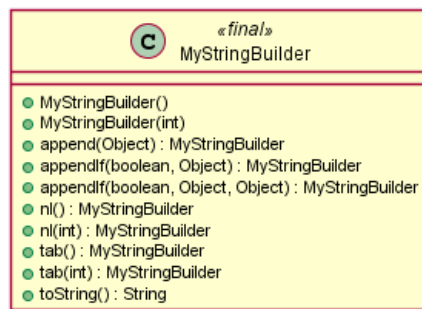 C
«final»
MyStringBuilder
MyStringBuilder()
MyStringBuilder(int)
append(Object) : MyStringBuilder
appendIf(boolean, Object) : MyStringBuilder
appendIf(boolean, Object, Object) : MyStringBuilder
nl() : MyStringBuilder
nl(int) : MyStringBuilder
tab() : MyStringBuilder
tab(int) : MyStringBuilder
toString() : String